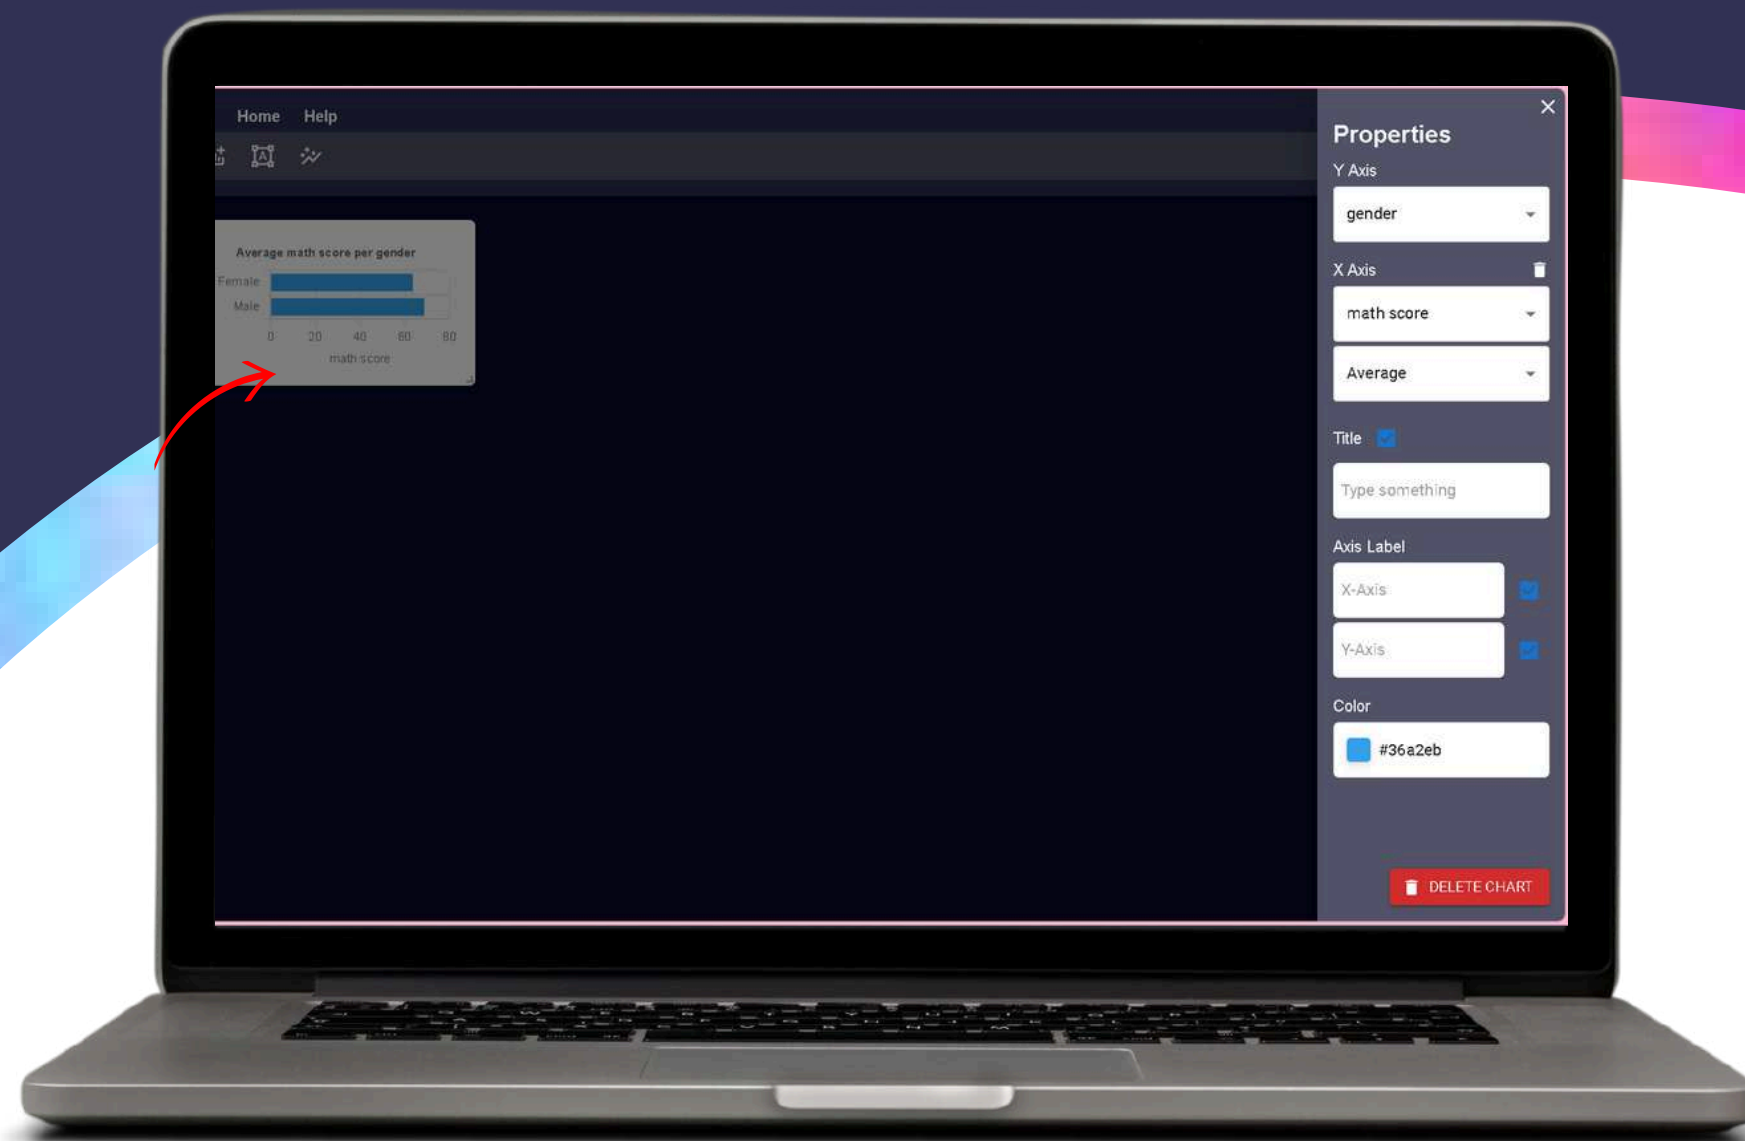 Home Help
Average math score per gender
Female
Male
0 20 40 60 80
math score
Properties
Y Axis
gender
X Axis
math score
Average
Title
Type something
Axis Label
X-Axis
Y-Axis
Color
#36a2eb
DELETE CHART